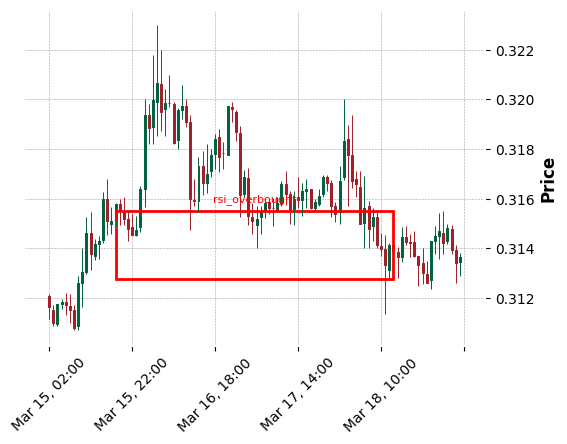 0.322
0.320
0.318
0.316
0.314
0.312
Price
rsi_overbought
Mar 15, 02:00
Mar 15, 22:00
Mar 16, 18:00
Mar 17, 14:00
Mar 18, 10:00